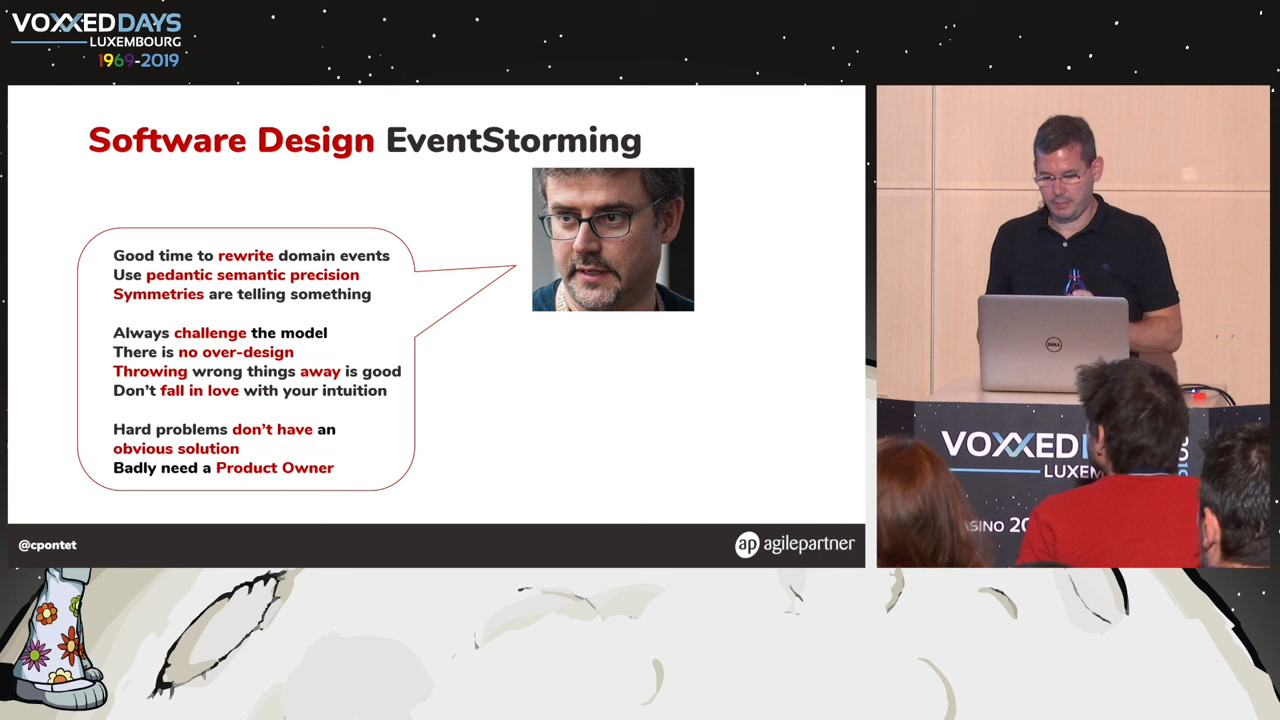 VOXXEDDAYS
LUXEMBOURG
1969-2019
Software Design EventStorming
Good time to rewrite domain events
Use pedantic semantic precision
Symmetries are telling something
Always challenge the model
There is no over-design
Throwing wrong things away is good
Don't fall in love with your intuition
Hard problems don't have an
obvious solution
Badly need a Product Owner
@cpontet
ap agilepartner
DELL
VOXXED
LUXEM
ASINO 20